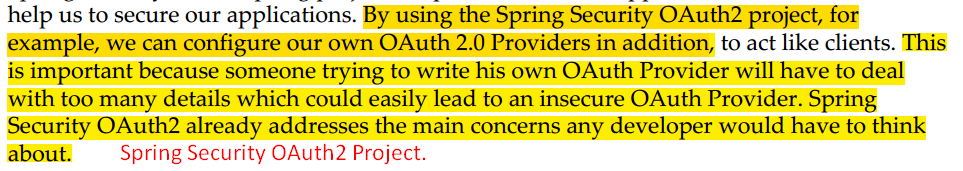 help us to secure our applications. By using the Spring Security OAuth2 project, for
example, we can configure our own OAuth 2.0 Providers in addition, to act like clients. This
is important because someone trying to write his own OAuth Provider will have to deal
with too many details which could easily lead to an insecure OAuth Provider. Spring
Security OAuth2 already addresses the main concerns any developer would have to think
about. Spring Security OAuth2 Project.